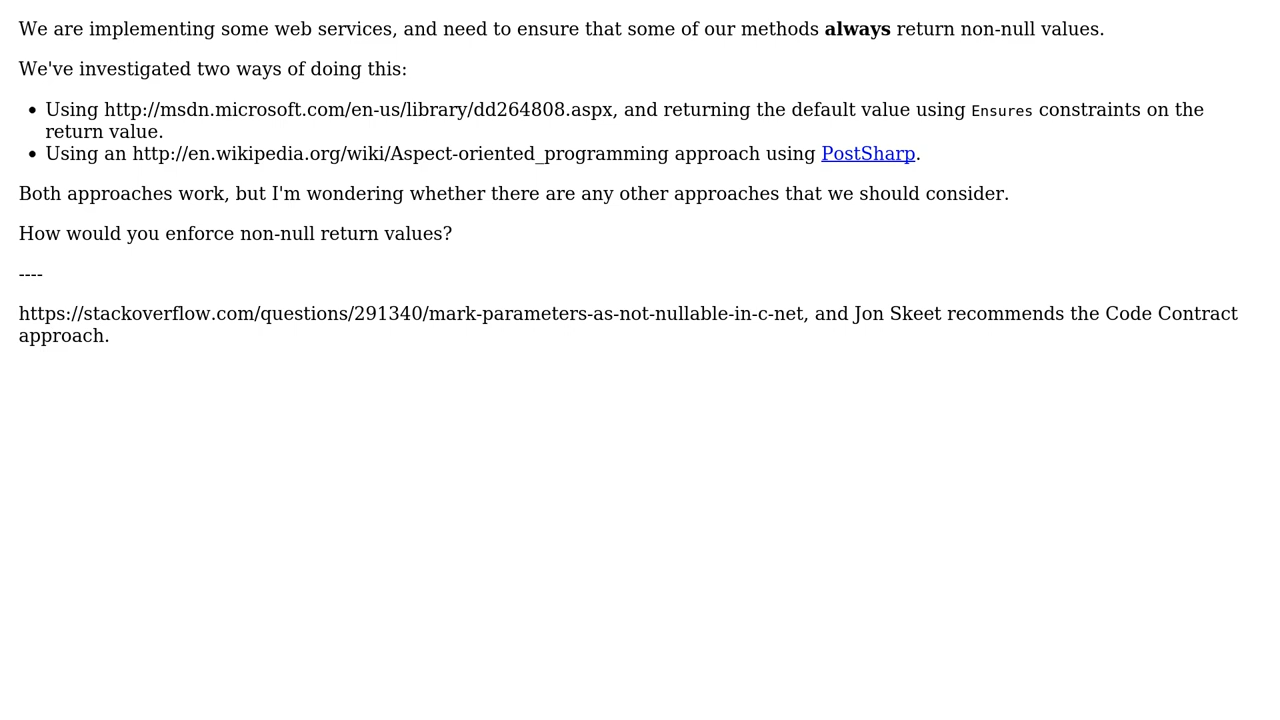 We are implementing some web services, and need to ensure that some of our methods always return non-null values.
We've investigated two ways of doing this:
• Using http://msdn.microsoft.com/en-us/library/dd264808.aspx, and returning the default value using Ensures constraints on the
return value.
• Using an http://en.wikipedia.org/wiki/Aspect-oriented_programming approach using PostSharp.
Both approaches work, but I'm wondering whether there are any other approaches that we should consider.
How would you enforce non-null return values?
----
https://stackoverflow.com/questions/291340/mark-parameters-as-not-nullable-in-c-net, and Jon Skeet recommends the Code Contract
approach.